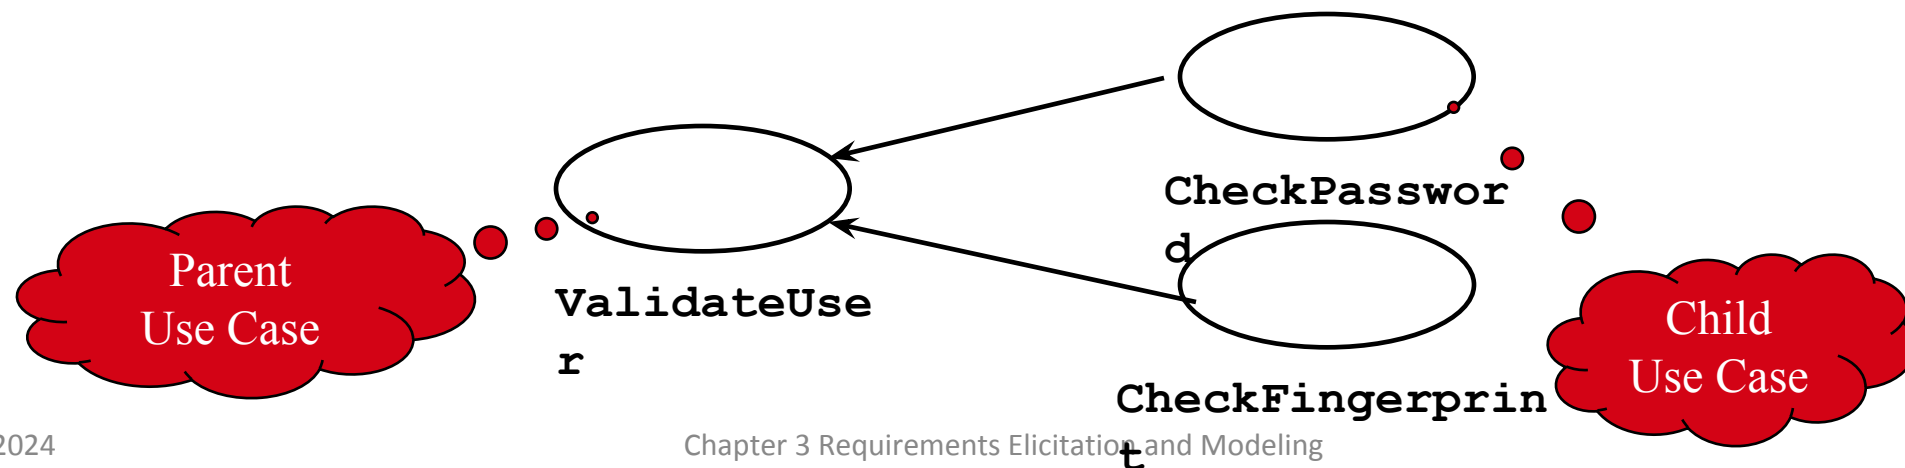 CheckPasswor
d
Parent
Use Case
ValidateUse
r
Child
Use Case
CheckFingerprin
t
2024
Chapter 3 Requirements Elicitation and Modeling